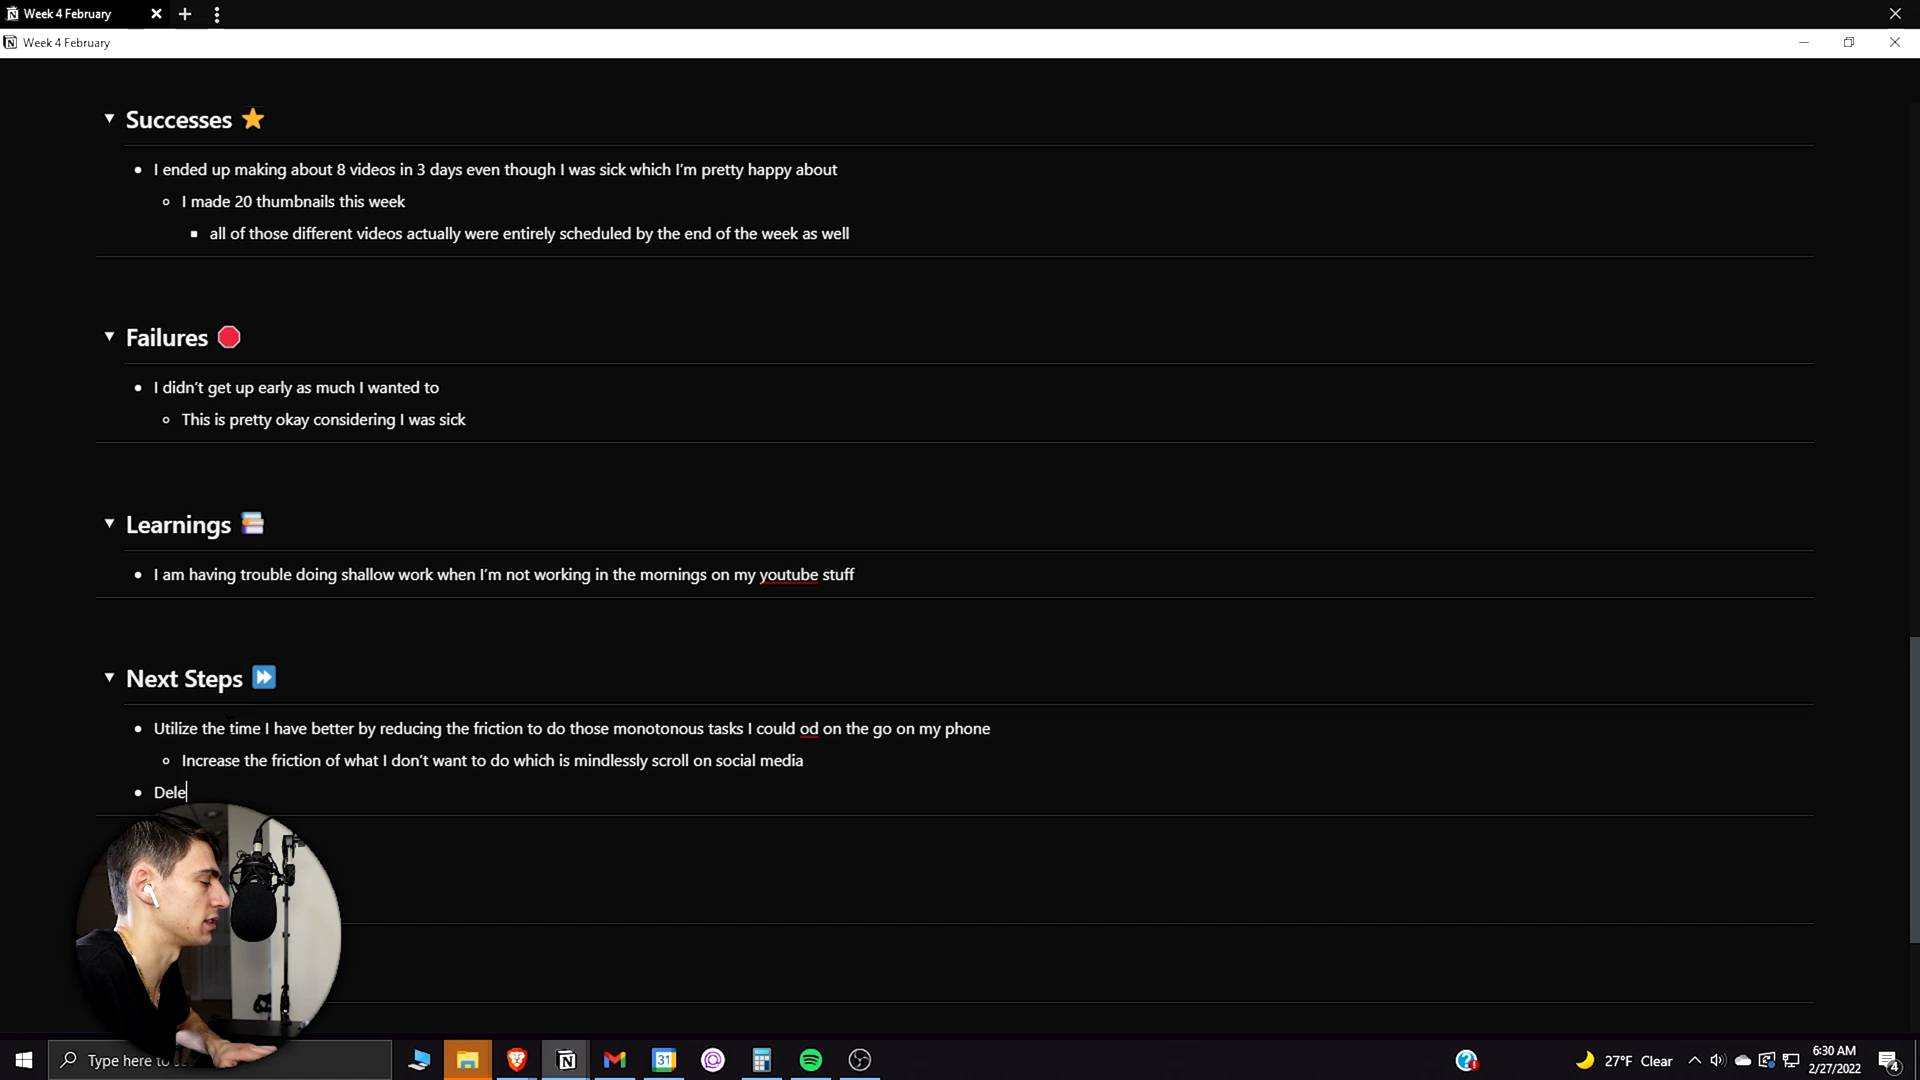 Week 4 February
Week 4 February
Successes
I ended up making about 8 videos in 3 days even though I was sick which I'm pretty happy about
I made 20 thumbnails this week
all of those different videos actually were entirely scheduled by the end of the week as well
Failures
I didn't get up early as much I wanted to
This is pretty okay considering I was sick
Learnings
I am having trouble doing shallow work when I'm not working in the mornings on my youtube stuff
Next Steps
Utilize the time I have better by reducing the friction to do those monotonous tasks I could od on the go on my phone
Increase the friction of what I don't want to do which is mindlessly scroll on social media
Dele
Type here to
31
27°F Clear
6:30 AM
2/27/2022
4